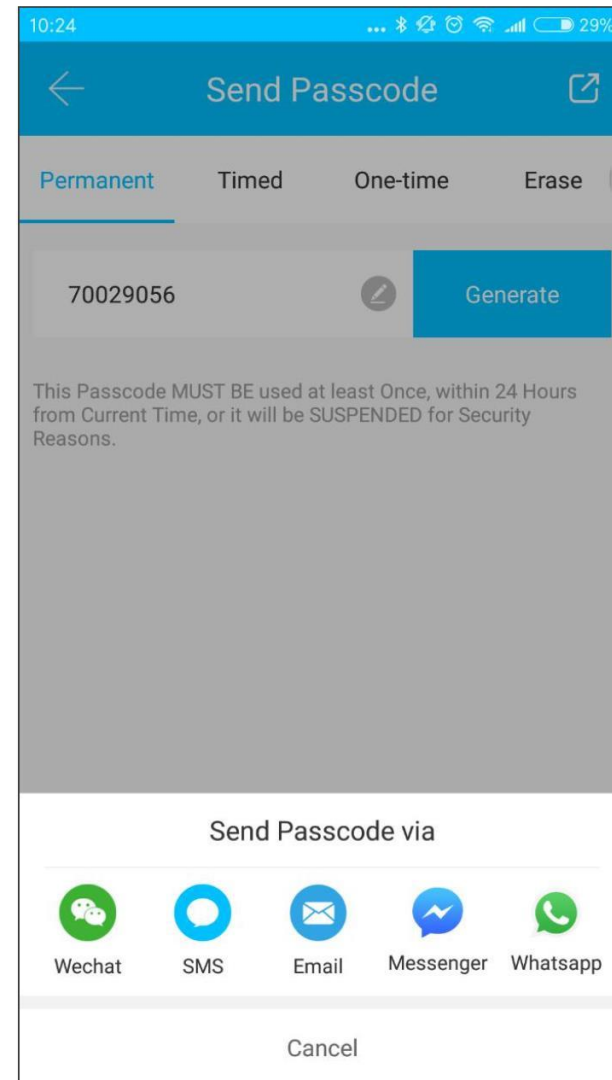 10:24 ... 29%
Send Passcode
Permanent Timed One-time Erase
70029056 Generate
This Passcode MUST BE used at least Once, within 24 Hours
from Current Time, or it will be SUSPENDED for Security
Reasons.
Send Passcode via
Wechat SMS Email Messenger Whatsapp
Cancel